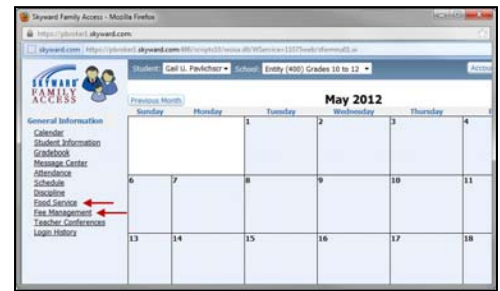 Skyward Family Access - Mozilla Firefox
skyward.com
Student: Gail U. Pavlichscr School: Entity (400) Grades 10 to 12
SKYWARD
FAMILY
ACCESS
Previous Month May 2012
Sunday Monday Tuesday Wednesday Thursday
General Information
Calendar
Student Information
Gradebook
Message Center
Attendance
Schedule
Discipline
Food Service
Fee Management
Teacher Conferences
Login History
1 2 3 4
6 7 8 9 10 11
13 14 15 16 17 18